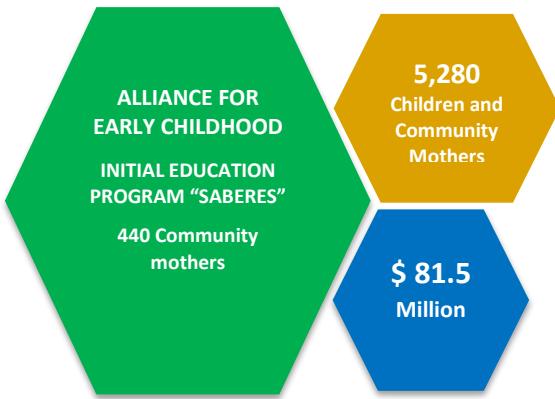 ALLIANCE FOR
EARLY CHILDHOOD
INITIAL EDUCATION
PROGRAM “SABERES”
440 Community
mothers
5,280
Children and
Community
Mothers
$ 81.5
Million